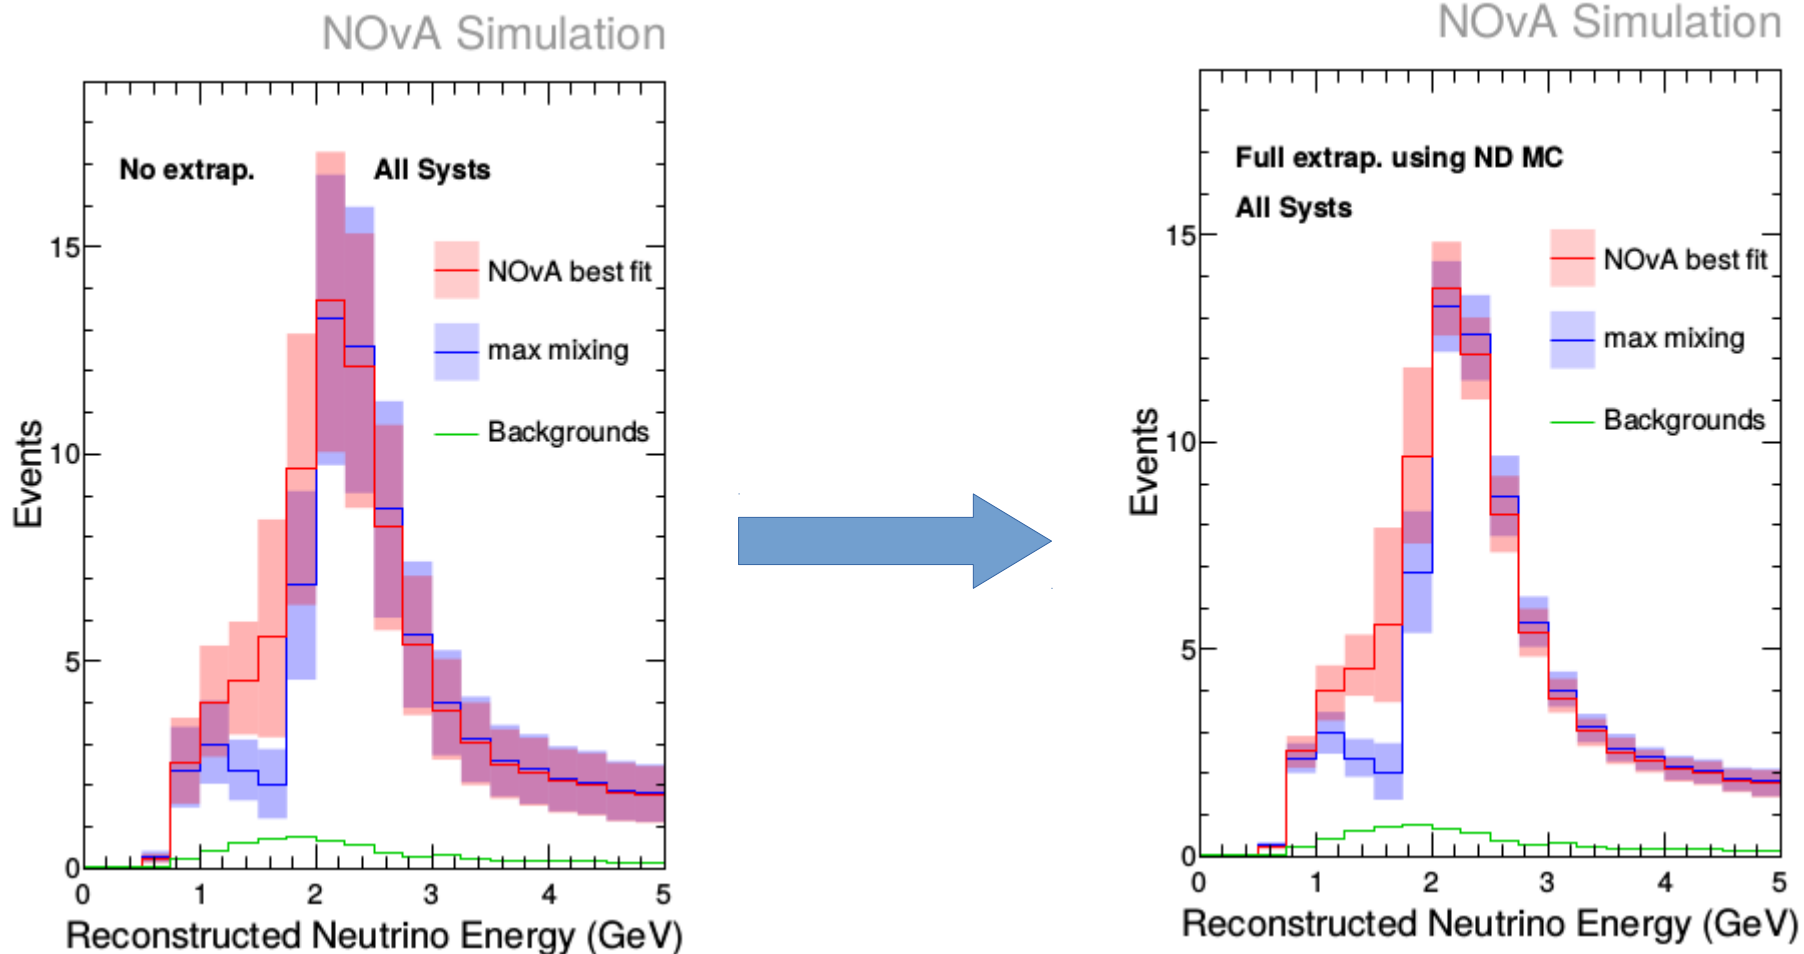 NOvA Simulation
No extrap.
All Systs
NOvA best fit
max mixing
Backgrounds
Events
15
10
5
0
0 1 2 3 4 5
Reconstructed Neutrino Energy (GeV)
NOvA Simulation
Full extrap. using ND MC
All Systs
NOvA best fit
max mixing
Backgrounds
Events
15
10
5
0
0 1 2 3 4 5
Reconstructed Neutrino Energy (GeV)